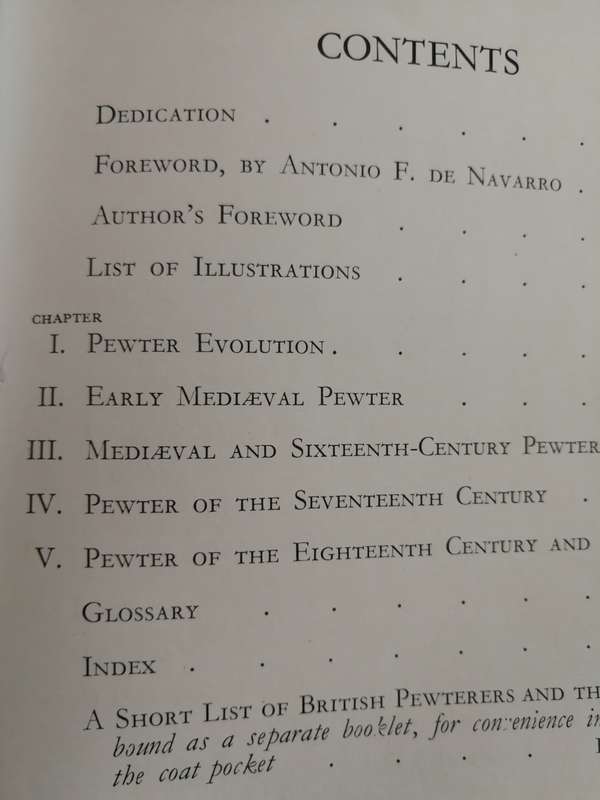 CONTENTS
DEDICATION . . . . . .
FOREWORD, BY ANTONIO F. DE NAVARRO .
AUTHOR'S FOREWORD . . . .
LIST OF ILLUSTRATIONS . . . .
CHAPTER
I. PEWTER EVOLUTION . . . . .
II. EARLY MEDIÆVAL PEWTER . . .
III. MEDIÆVAL AND SIXTEENTH-CENTURY PEWTER
IV. PEWTER OF THE SEVENTEENTH CENTURY .
V. PEWTER OF THE EIGHTEENTH CENTURY AND
GLOSSARY . . . . . .
INDEX . . . . . . .
A SHORT LIST OF BRITISH PEWTERERS AND TH
bound as a separate booklet, for convenience in
the coat pocket . . . .